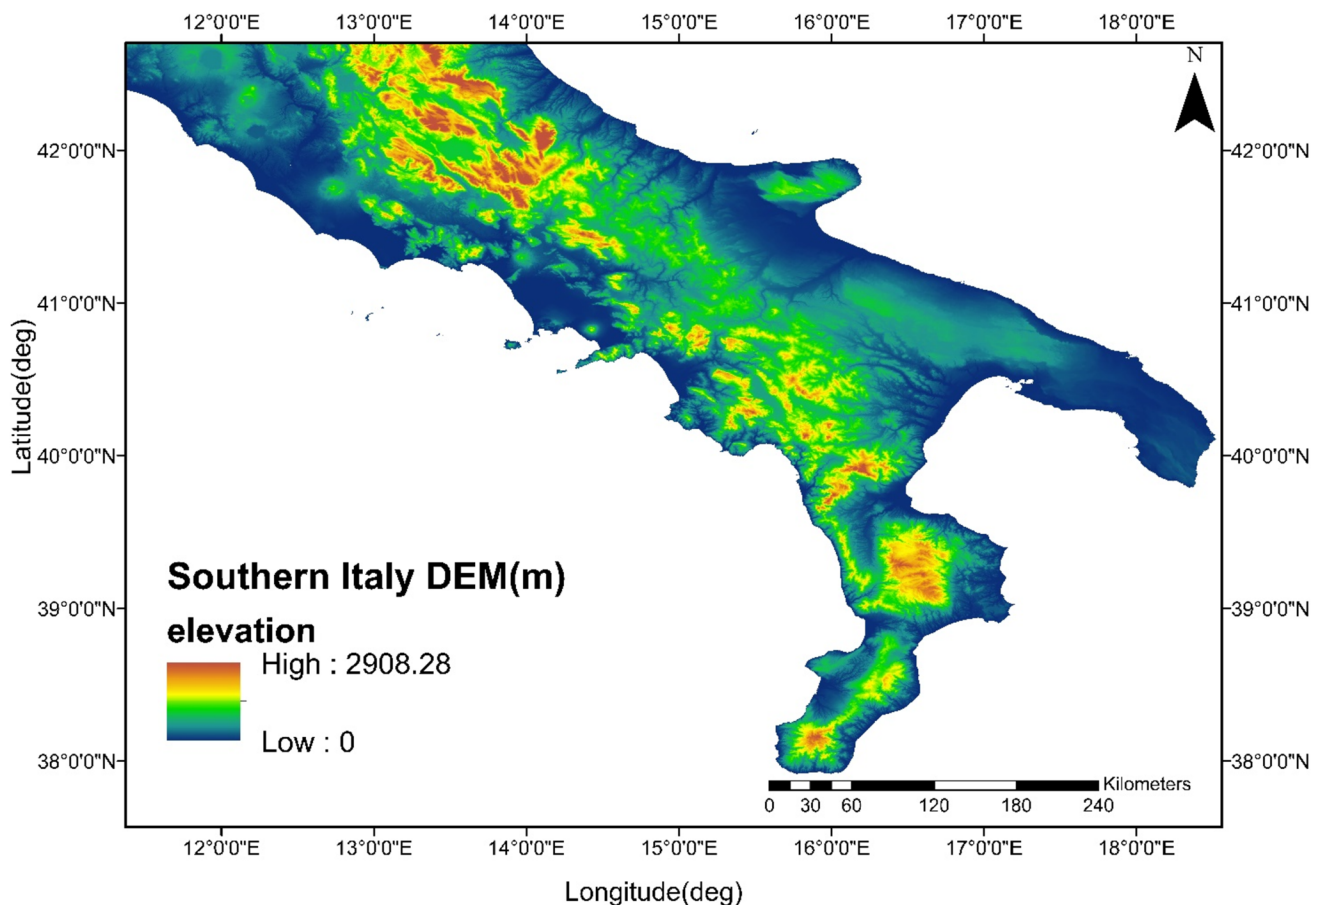 12°0'0"E 13°0'0"E 14°0'0"E 15°0'0"E 16°0'0"E 17°0'0"E 18°0'0"E
N
42°0'0"N 42°0'0"N
41°0'0"N 41°0'0"N
Latitude(deg)
40°0'0"N 40°0'0"N
Southern Italy DEM(m)
39°0'0"N 39°0'0"N
elevation
High : 2908.28
Low : 0
38°0'0"N 38°0'0"N
Kilometers
0 30 60 120 180 240
12°0'0"E 13°0'0"E 14°0'0"E 15°0'0"E 16°0'0"E 17°0'0"E 18°0'0"E
Longitude(deg)